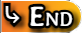 ↳ END